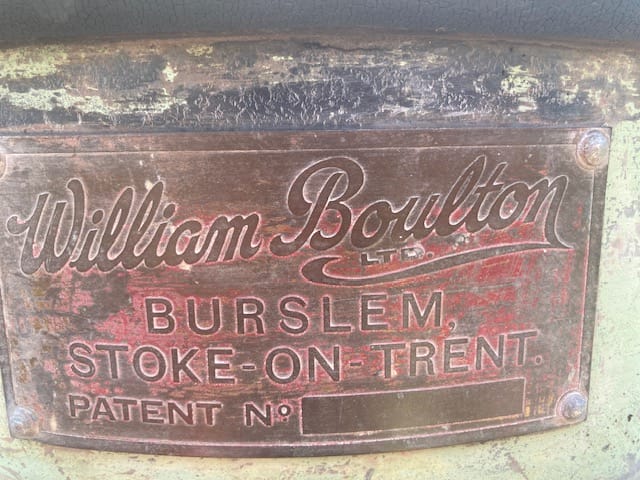 William Boulton
LTD.
BURSLEM,
STOKE-ON-TRENT.
PATENT Nº